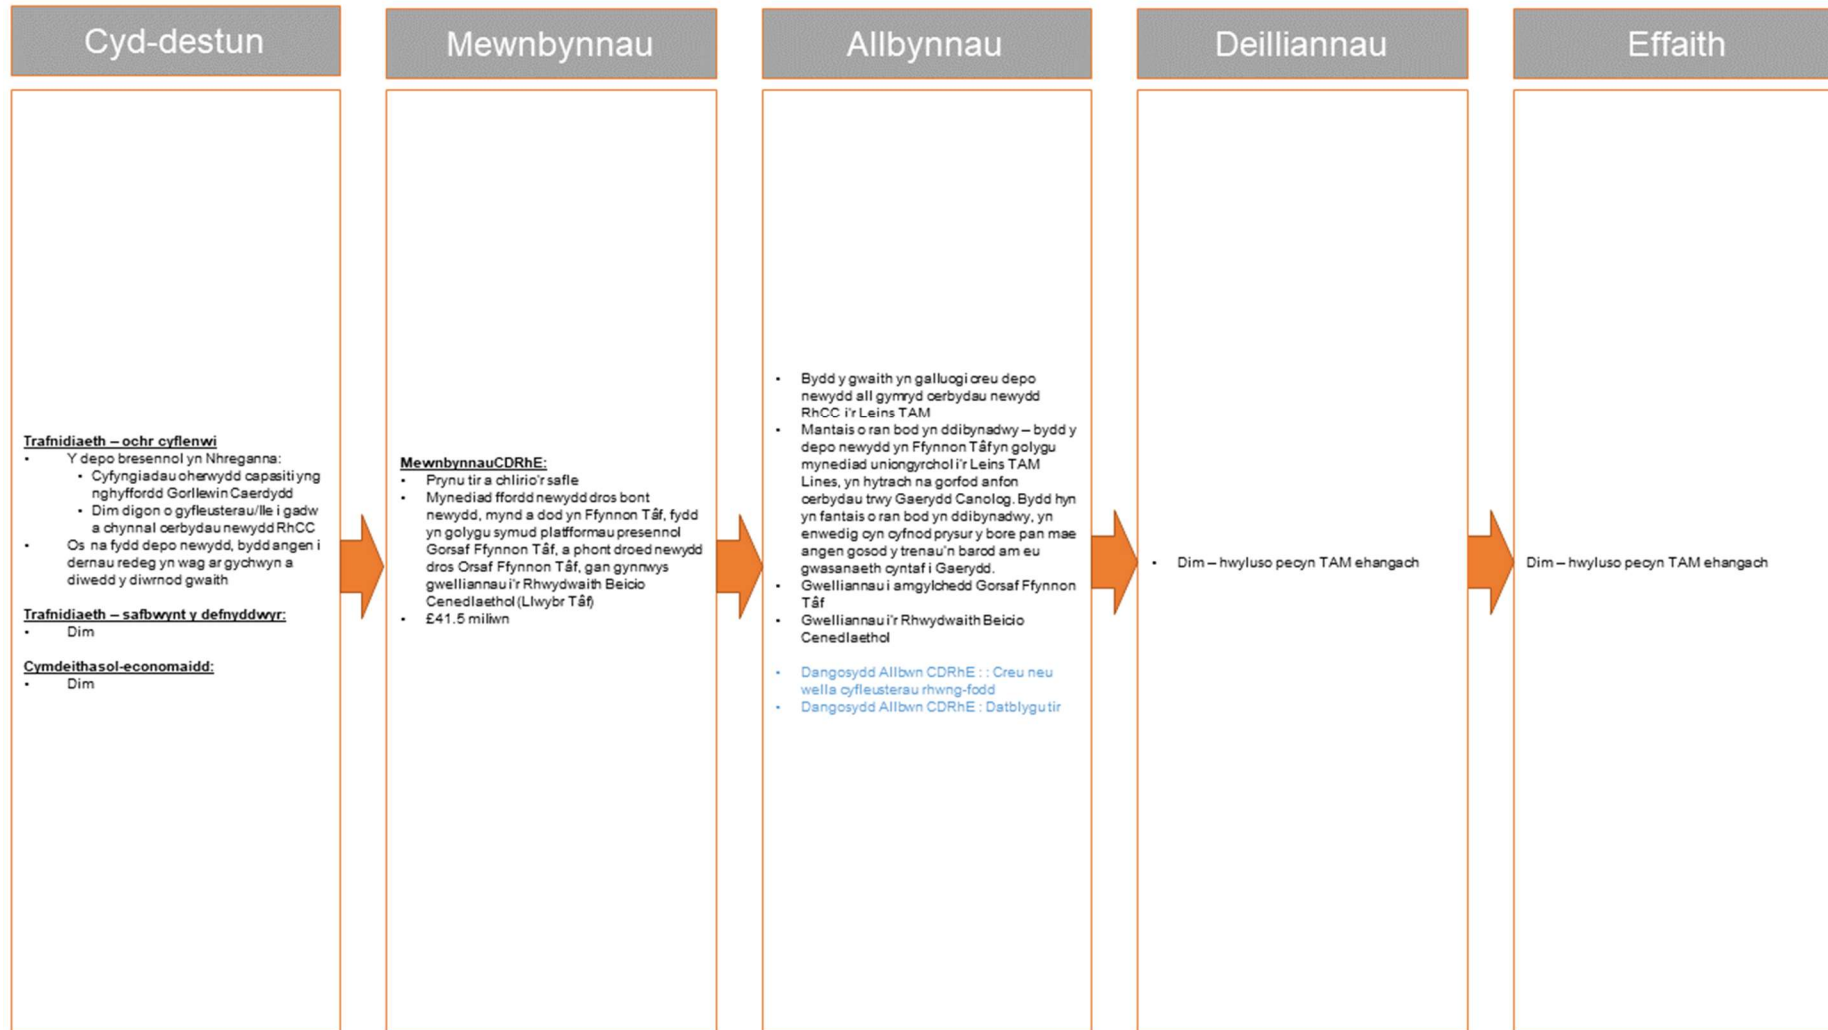 Cyd-destun
Mewnbynnau
Allbynnau
Deilliannau
Effaith
Trafnidiaeth – ochr cyflenwi
• Y depo bresennol yn Nhreganna:
• Cyfyngiadau oherwydd capasiti yng
nghyffordd Gorllewin Caerdydd
• Dim digon o gyfleusterau/lle i gadw
a chynnal cerbydau newydd RhCC
• Os na fydd depo newydd, bydd angen i
dernau redeg yn wag ar gychwyn a
diwedd y diwrnod gwaith
Trafnidiaeth – safbwynt y defnyddwyr:
• Dim
Cymdeithasol-economaidd:
• Dim
MewnbynnauCDRhE:
• Prynu tir a chlirio'r safle
• Mynediad ffordd newydd dros bont
newydd, mynd a dod yn Ffynnon Tâf, fydd
yn golygu symud platfformau presennol
Gorsaf Ffynnon Tâf, a phont droed newydd
dros Orsaf Ffynnon Tâf, gan gynnwys
gwelliannau i'r Rhwydwaith Beicio
Cenedlaethol (Llwybr Tâf)
• £41.5 miliwn
• Bydd y gwaith yn galluogi creu depo
newydd all gymryd cerbydau newydd
RhCC i'r Leins TAM
• Mantais o ran bod yn ddibynadwy – bydd y
depo newydd yn Ffynnon Tâf yn golygu
mynediad uniongyrchol i'r Leins TAM
Lines, yn hytrach na gorfod anfon
cerbydau trwy Gaerydd Canolog. Bydd hyn
yn fantais o ran bod yn ddibynadwy, yn
enwedig cyn cyfnod prysur y bore pan mae
angen gosod y trenau'n barod am eu
gwasanaeth cyntaf i Gaerydd.
• Gwelliannau i amgylchedd Gorsaf Ffynnon
Tâf
• Gwelliannau i'r Rhwydwaith Beicio
Cenedlaethol
• Dangosydd Allbwn CDRhE : : Creu neu
wella cyfleusterau rhwng-fodd
• Dangosydd Allbwn CDRhE : Datblygu tir
• Dim – hwyluso pecyn TAM ehangach
Dim – hwyluso pecyn TAM ehangach